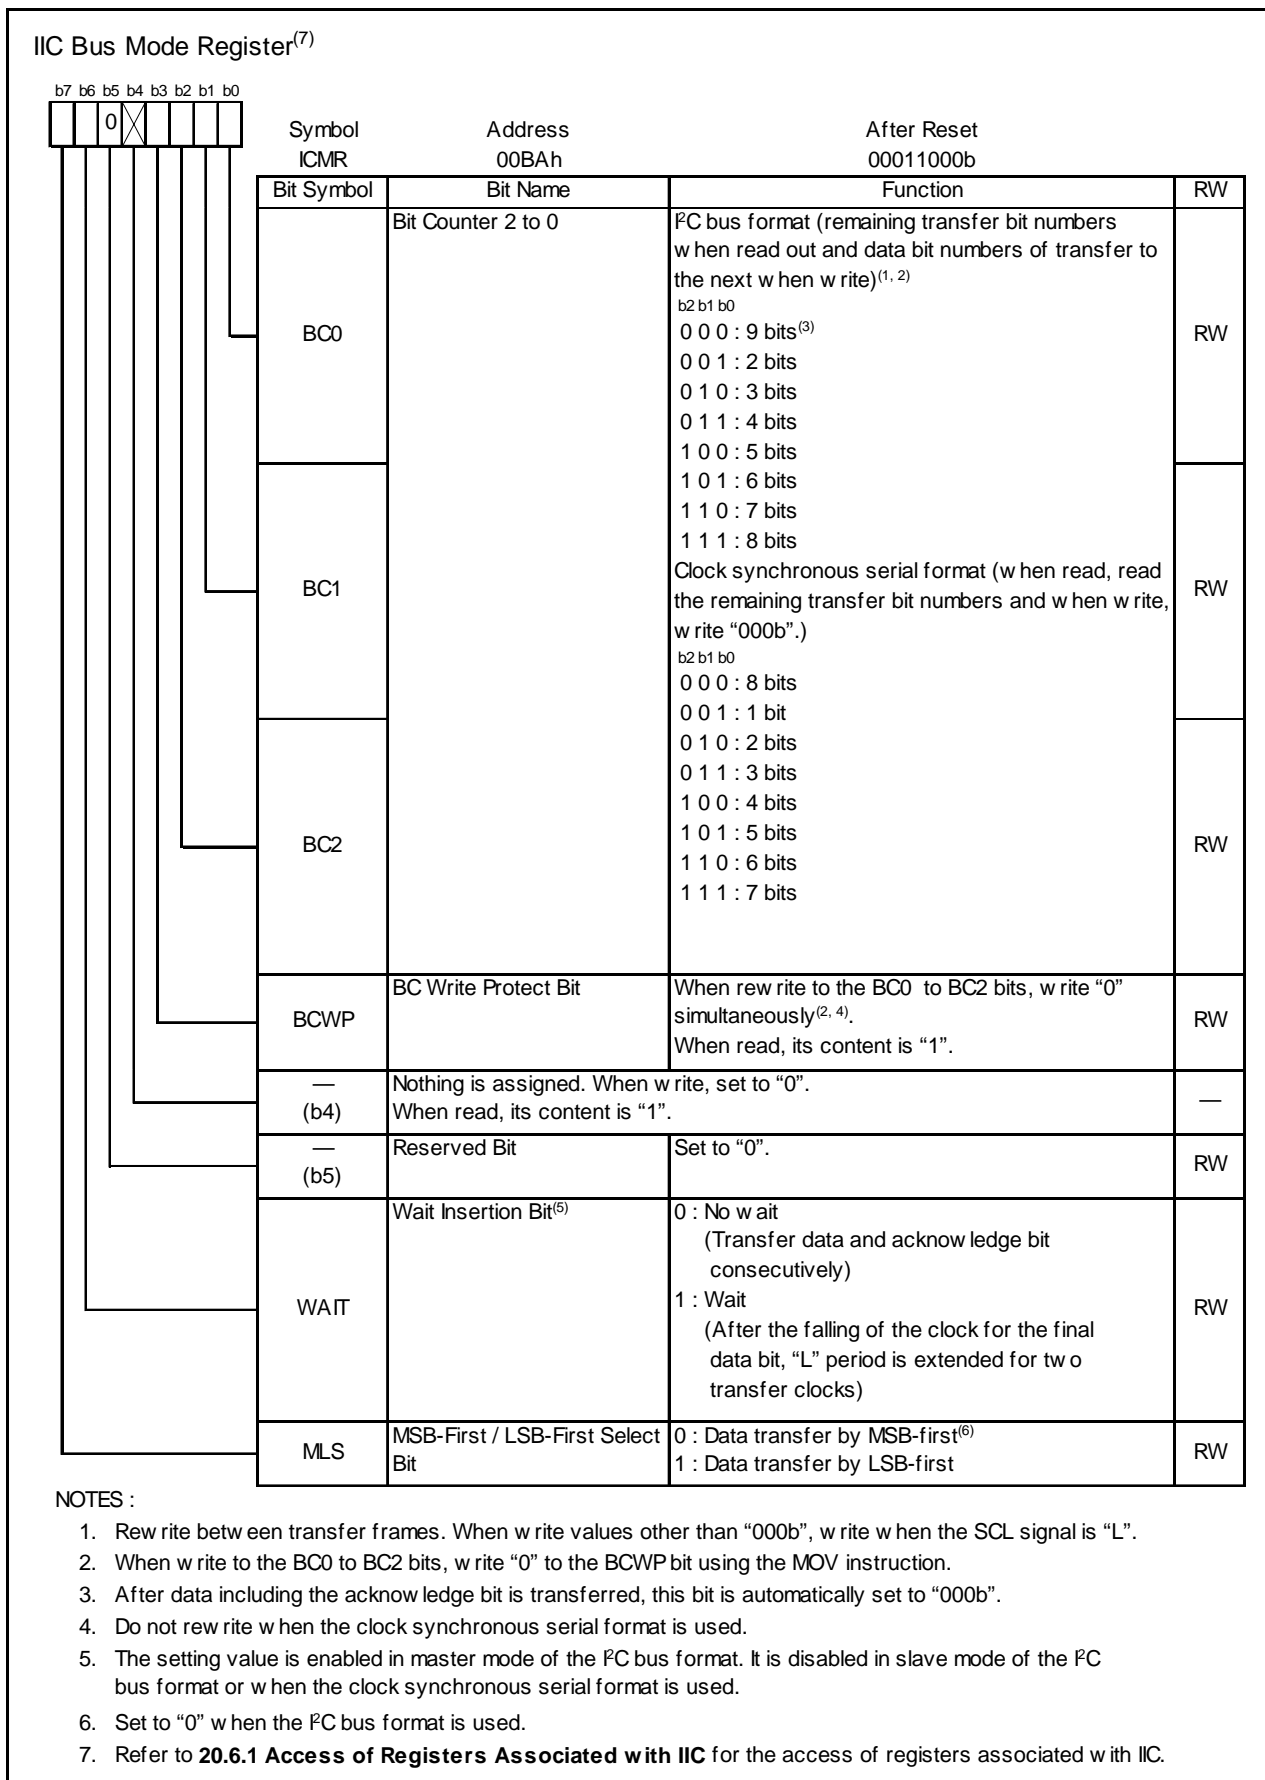 IIC Bus Mode Register(7)
b7 b6 b5 b4 b3 b2 b1 b0
0
Symbol Address After Reset
ICMR 00BAh 00011000b
Bit Symbol Bit Name Function RW
BC0 Bit Counter 2 to 0 I2C bus format (remaining transfer bit numbers RW
when read out and data bit numbers of transfer to
the next when write)(1, 2)
b2 b1 b0
0 0 0 : 9 bits(3)
0 0 1 : 2 bits
0 1 0 : 3 bits
0 1 1 : 4 bits
1 0 0 : 5 bits
BC1 RW
1 0 1 : 6 bits
1 1 0 : 7 bits
1 1 1 : 8 bits
Clock synchronous serial format (when read, read
the remaining transfer bit numbers and when write,
write “000b”.)
b2 b1 b0
0 0 0 : 8 bits
0 0 1 : 1 bit
BC2 RW
0 1 0 : 2 bits
0 1 1 : 3 bits
1 0 0 : 4 bits
1 0 1 : 5 bits
1 1 0 : 6 bits
1 1 1 : 7 bits
BCWP BC Write Protect Bit When rewrite to the BC0 to BC2 bits, write “0” RW
simultaneously(2, 4).
When read, its content is “1”.
— Nothing is assigned. When write, set to “0”. —
(b4) When read, its content is “1”.
— Reserved Bit Set to “0”. RW
(b5)
WAIT Wait Insertion Bit(5) 0 : No wait RW
(Transfer data and acknowledge bit
consecutively)
1 : Wait
(After the falling of the clock for the final
data bit, “L” period is extended for two
transfer clocks)
MLS MSB-First / LSB-First Select 0 : Data transfer by MSB-first(6) RW
Bit 1 : Data transfer by LSB-first
NOTES :
1. Rewrite between transfer frames. When write values other than “000b”, write when the SCL signal is “L”.
2. When write to the BC0 to BC2 bits, write “0” to the BCWP bit using the MOV instruction.
3. After data including the acknowledge bit is transferred, this bit is automatically set to “000b”.
4. Do not rewrite when the clock synchronous serial format is used.
5. The setting value is enabled in master mode of the I2C bus format. It is disabled in slave mode of the I2C
bus format or when the clock synchronous serial format is used.
6. Set to “0” when the I2C bus format is used.
7. Refer to 20.6.1 Access of Registers Associated with IIC for the access of registers associated with IIC.